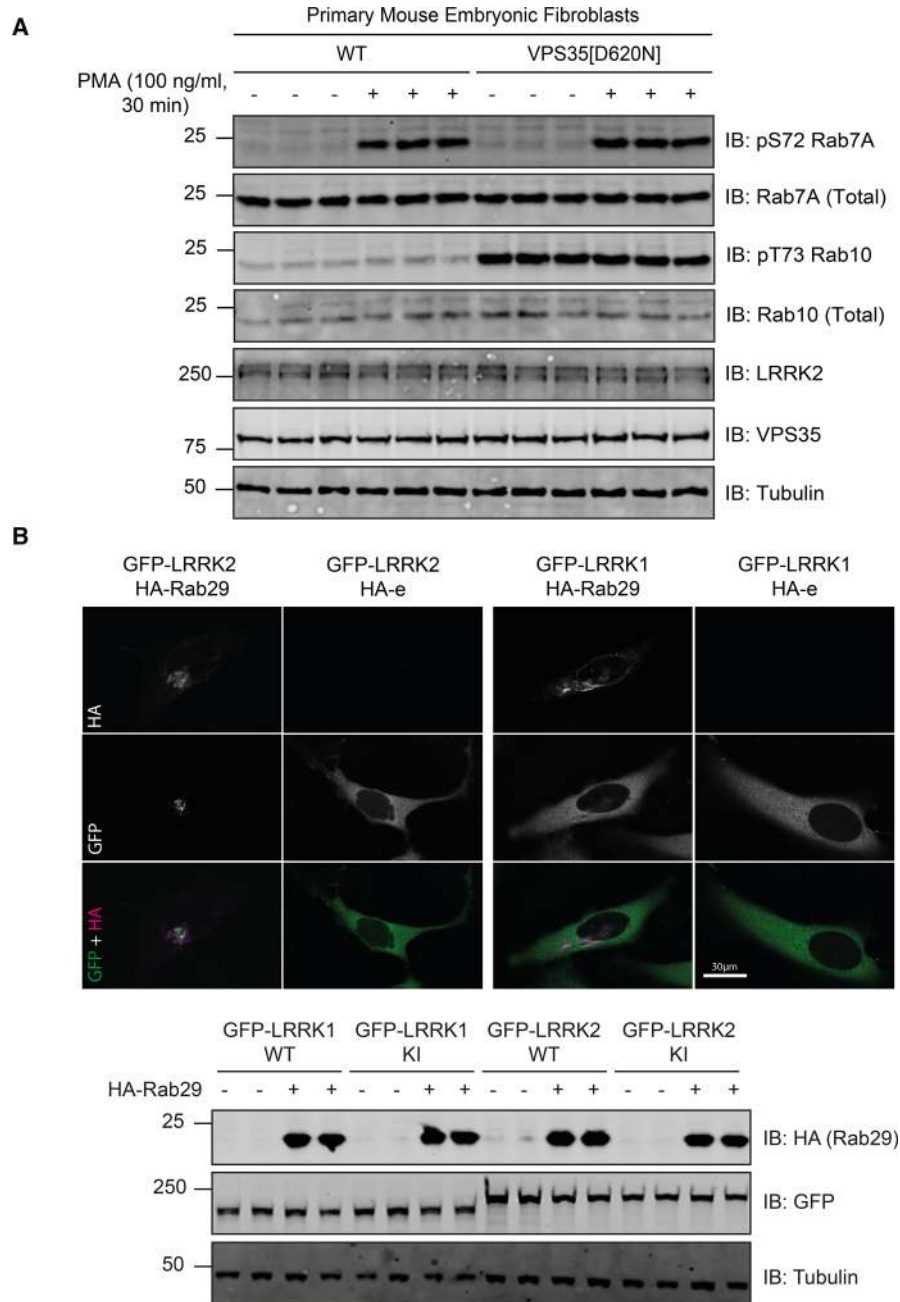 A
Primary Mouse Embryonic Fibroblasts
WT VPS35[D620N]
PMA (100 ng/ml, 30 min) - - - + + + - - - + + +
25 IB: pS72 Rab7A
25 IB: Rab7A (Total)
25 IB: pT73 Rab10
25 IB: Rab10 (Total)
250 IB: LRRK2
75 IB: VPS35
50 IB: Tubulin
B
GFP-LRRK2 GFP-LRRK2 GFP-LRRK1 GFP-LRRK1
HA-Rab29 HA-e HA-Rab29 HA-e
HA
GFP
GFP + HA
30µm
GFP-LRRK1 GFP-LRRK1 GFP-LRRK2 GFP-LRRK2
WT KI WT KI
HA-Rab29 - - + + - - + + - - + + - - + +
25 IB: HA (Rab29)
250 IB: GFP
50 IB: Tubulin